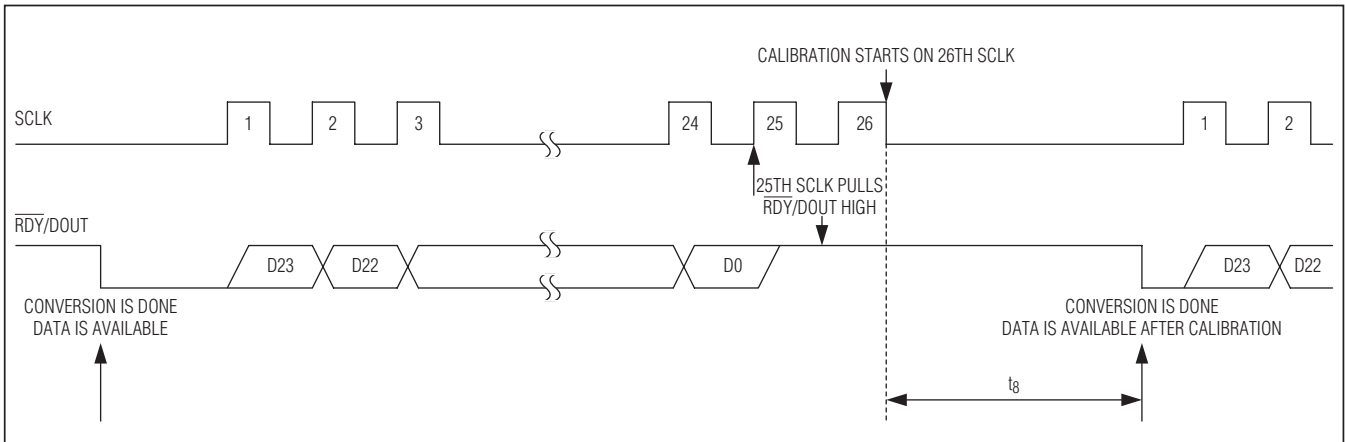 CALIBRATION STARTS ON 26TH SCLK
SCLK
1
2
3
24
25
26
1
2
25TH SCLK PULLS
RDY/DOUT HIGH
RDY/DOUT
D23
D22
D0
D23
D22
CONVERSION IS DONE
DATA IS AVAILABLE
CONVERSION IS DONE
DATA IS AVAILABLE AFTER CALIBRATION
t8